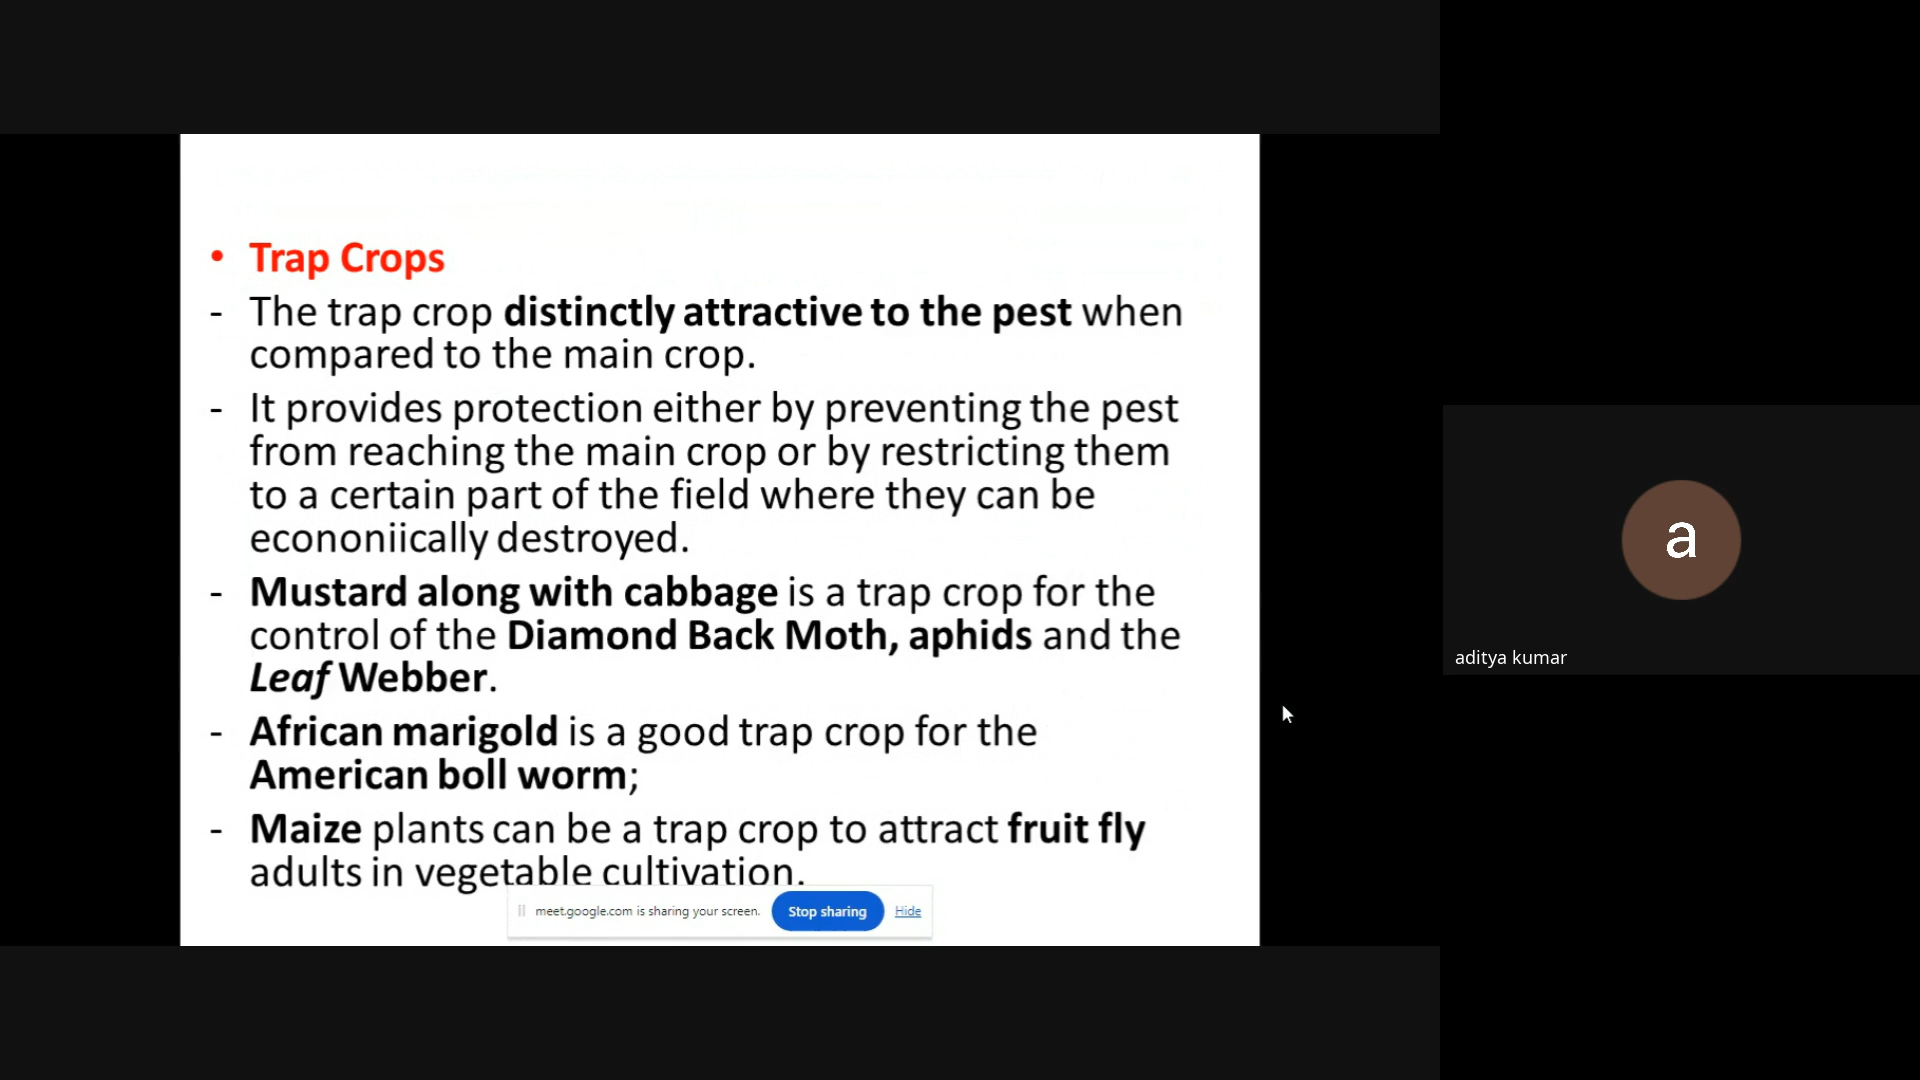 • Trap Crops
- The trap crop distinctly attractive to the pest when
compared to the main crop.
- It provides protection either by preventing the pest
from reaching the main crop or by restricting them
to a certain part of the field where they can be
econoniically destroyed.
- Mustard along with cabbage is a trap crop for the
control of the Diamond Back Moth, aphids and the
Leaf Webber.
- African marigold is a good trap crop for the
American boll worm;
- Maize plants can be a trap crop to attract fruit fly
adults in vegetable cultivation.
meet.google.com is sharing your screen. Stop sharing Hide
a
aditya kumar